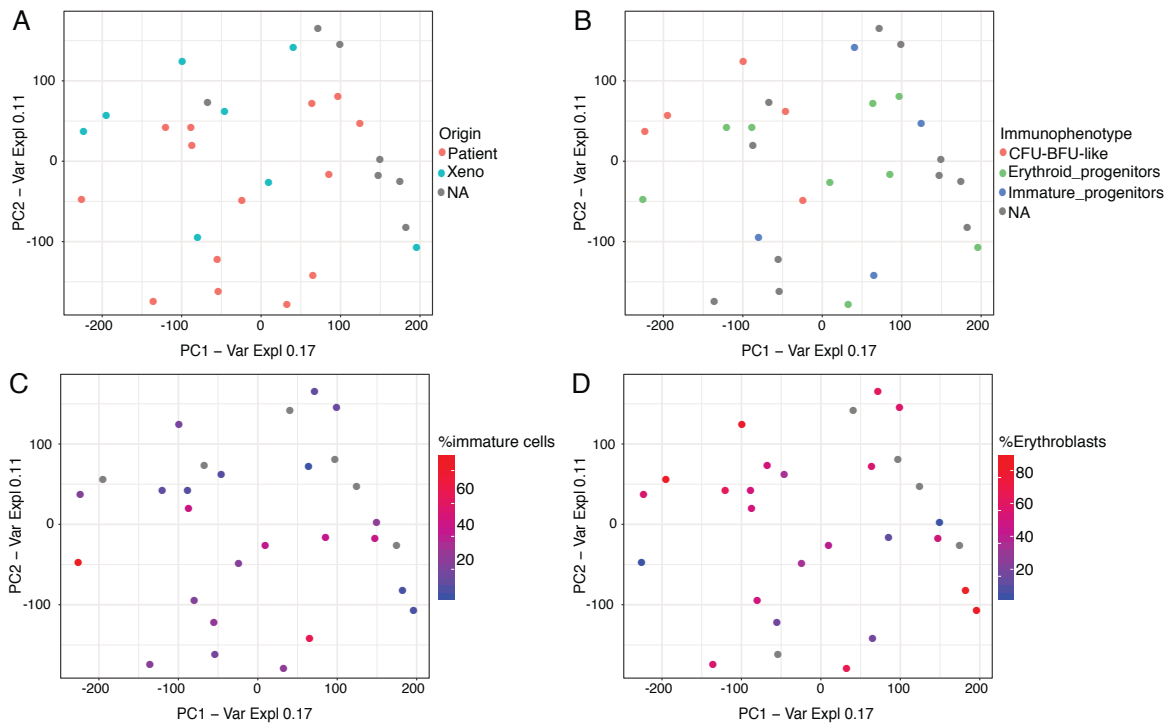 A
PC2 – Var Expl 0.11
100
0
-100
-200
-100
0
100
200
PC1 – Var Expl 0.17
Origin
Patient
Xeno
NA
B
PC2 – Var Expl 0.11
100
0
-100
-200
-100
0
100
200
PC1 – Var Expl 0.17
Immunophenotype
CFU-BFU-like
Erythroid_progenitors
Immature_progenitors
NA
C
PC2 – Var Expl 0.11
100
0
-100
-200
-100
0
100
200
PC1 – Var Expl 0.17
%immature cells
60
40
20
D
PC2 – Var Expl 0.11
100
0
-100
-200
-100
0
100
200
PC1 – Var Expl 0.17
%Erythroblasts
80
60
40
20